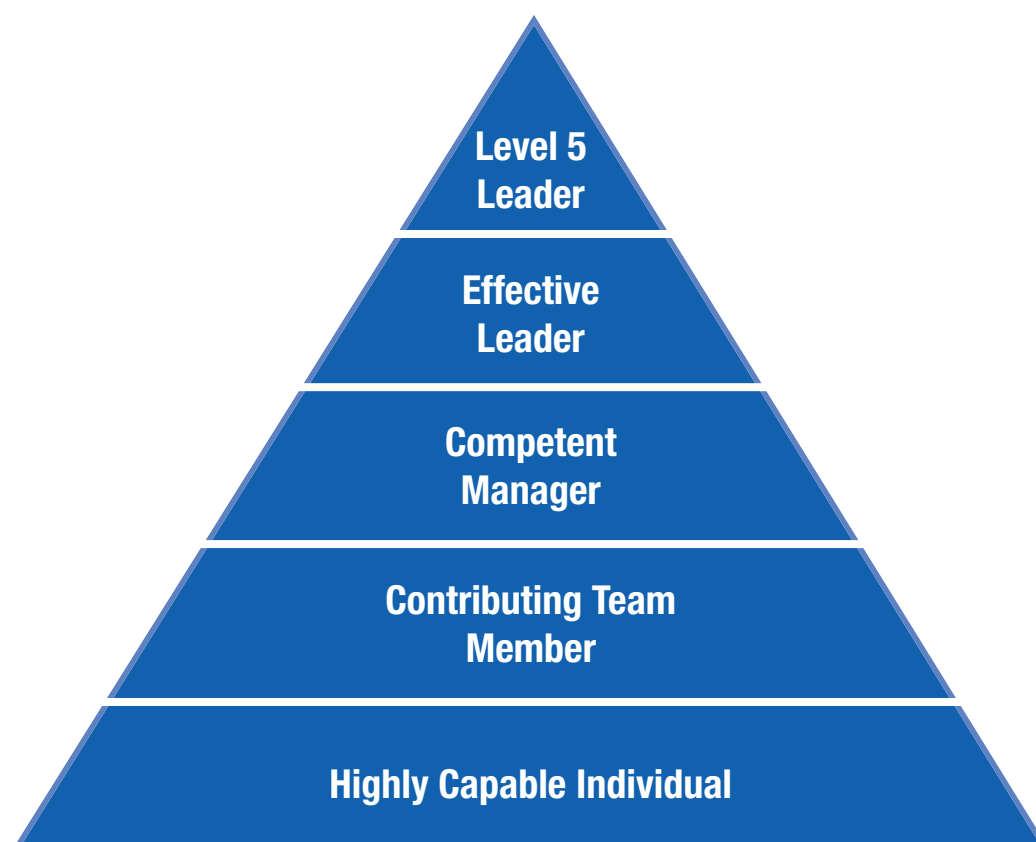 Level 5
Leader
Effective
Leader
Competent
Manager
Contributing Team
Member
Highly Capable Individual